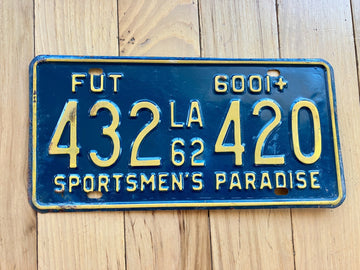 FUT 6001+
432 LA 62 420
SPORTSMEN'S PARADISE